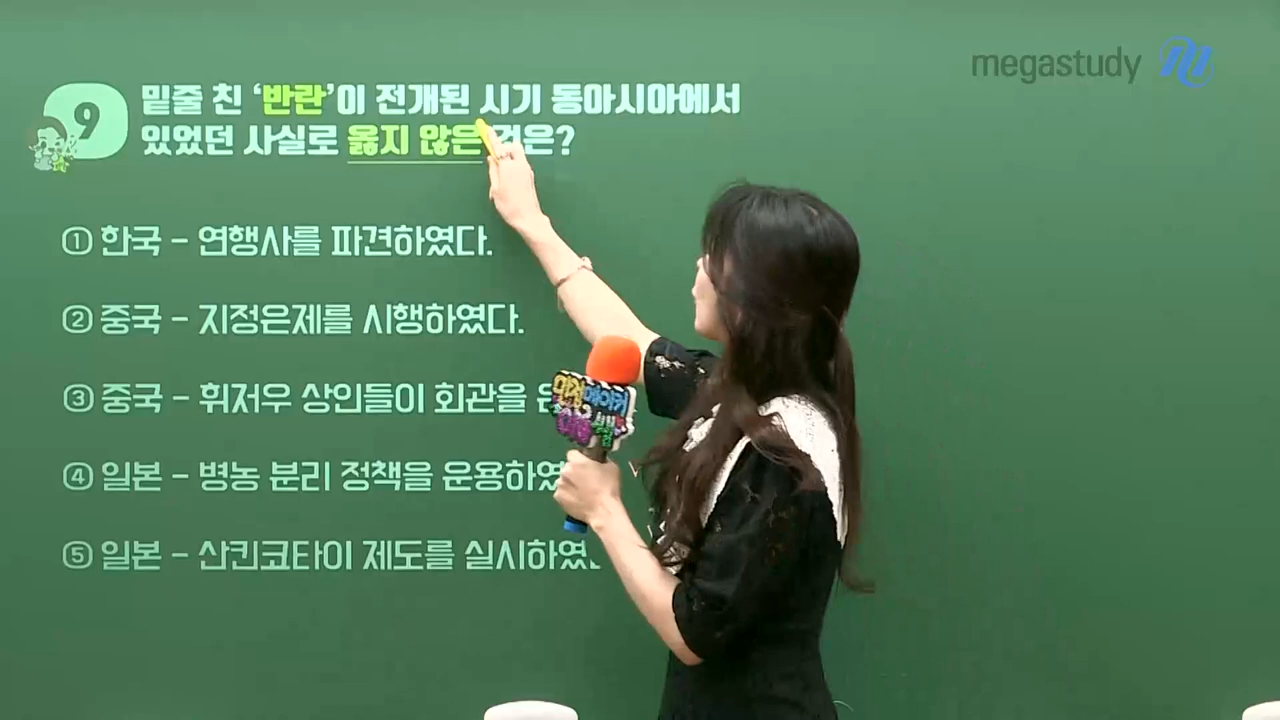 megastudy
9 밑줄 친 ‘반란’이 전개된 시기 동아시아에서
있었던 사실로 옳지 않은 것은?
① 한국 - 연행사를 파견하였다.
② 중국 - 지정은제를 시행하였다.
③ 중국 - 휘저우 상인들이 회관을
④ 일본 - 병농 분리 정책을 운용하였
⑤ 일본 - 산킨코타이 제도를 실시하였